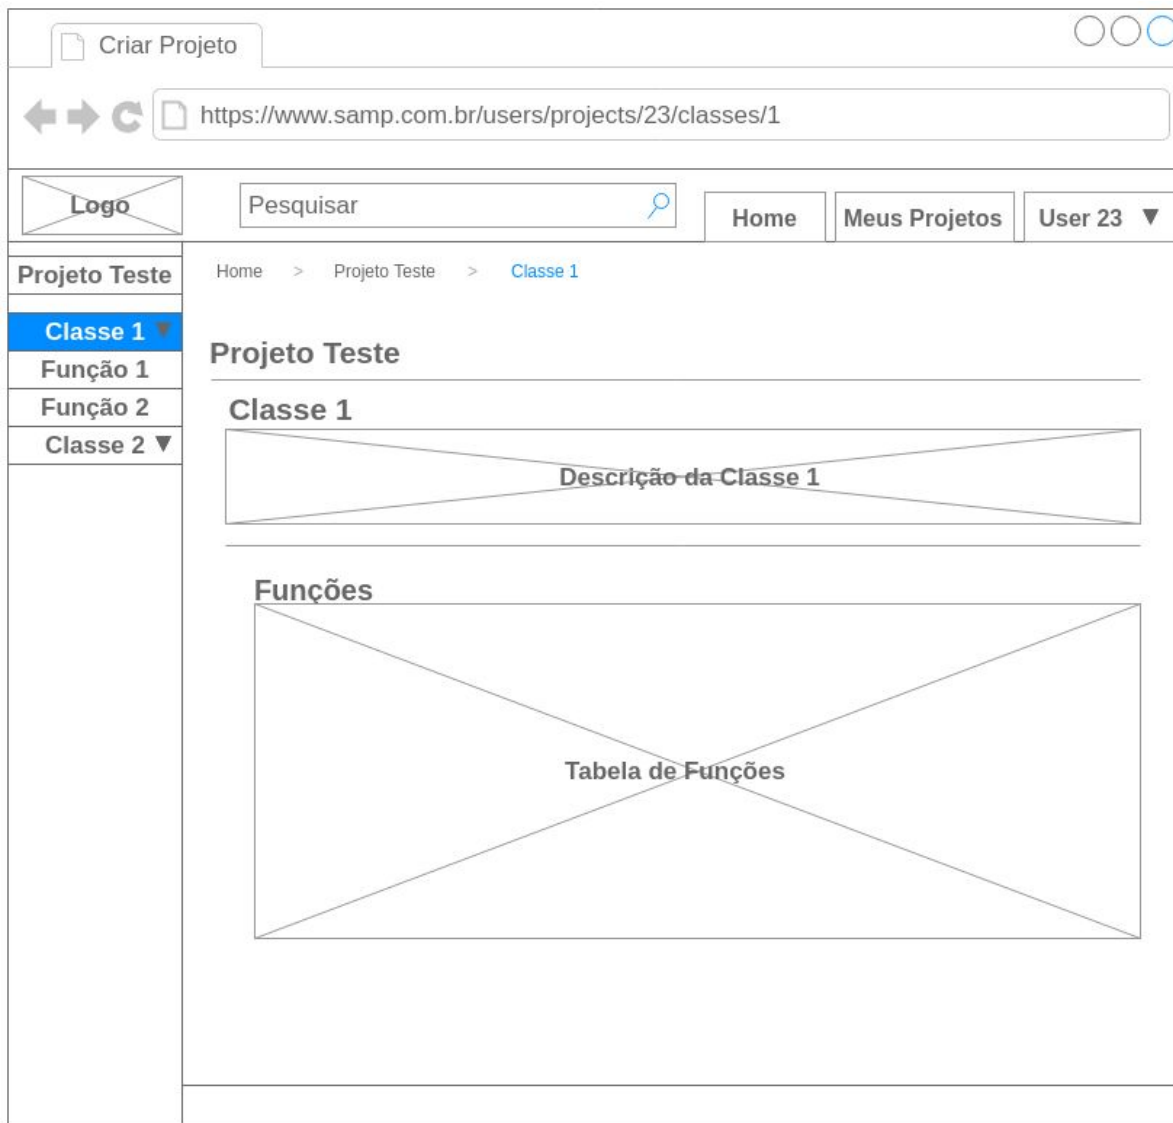 Criar Projeto
https://www.samp.com.br/users/projects/23/classes/1
Logo
Pesquisar
Home
Meus Projetos
User 23 ▼
Projeto Teste
Classe 1 ▼
Função 1
Função 2
Classe 2 ▼
Home > Projeto Teste > Classe 1
Projeto Teste
Classe 1
Descrição da Classe 1
Funções
Tabela de Funções